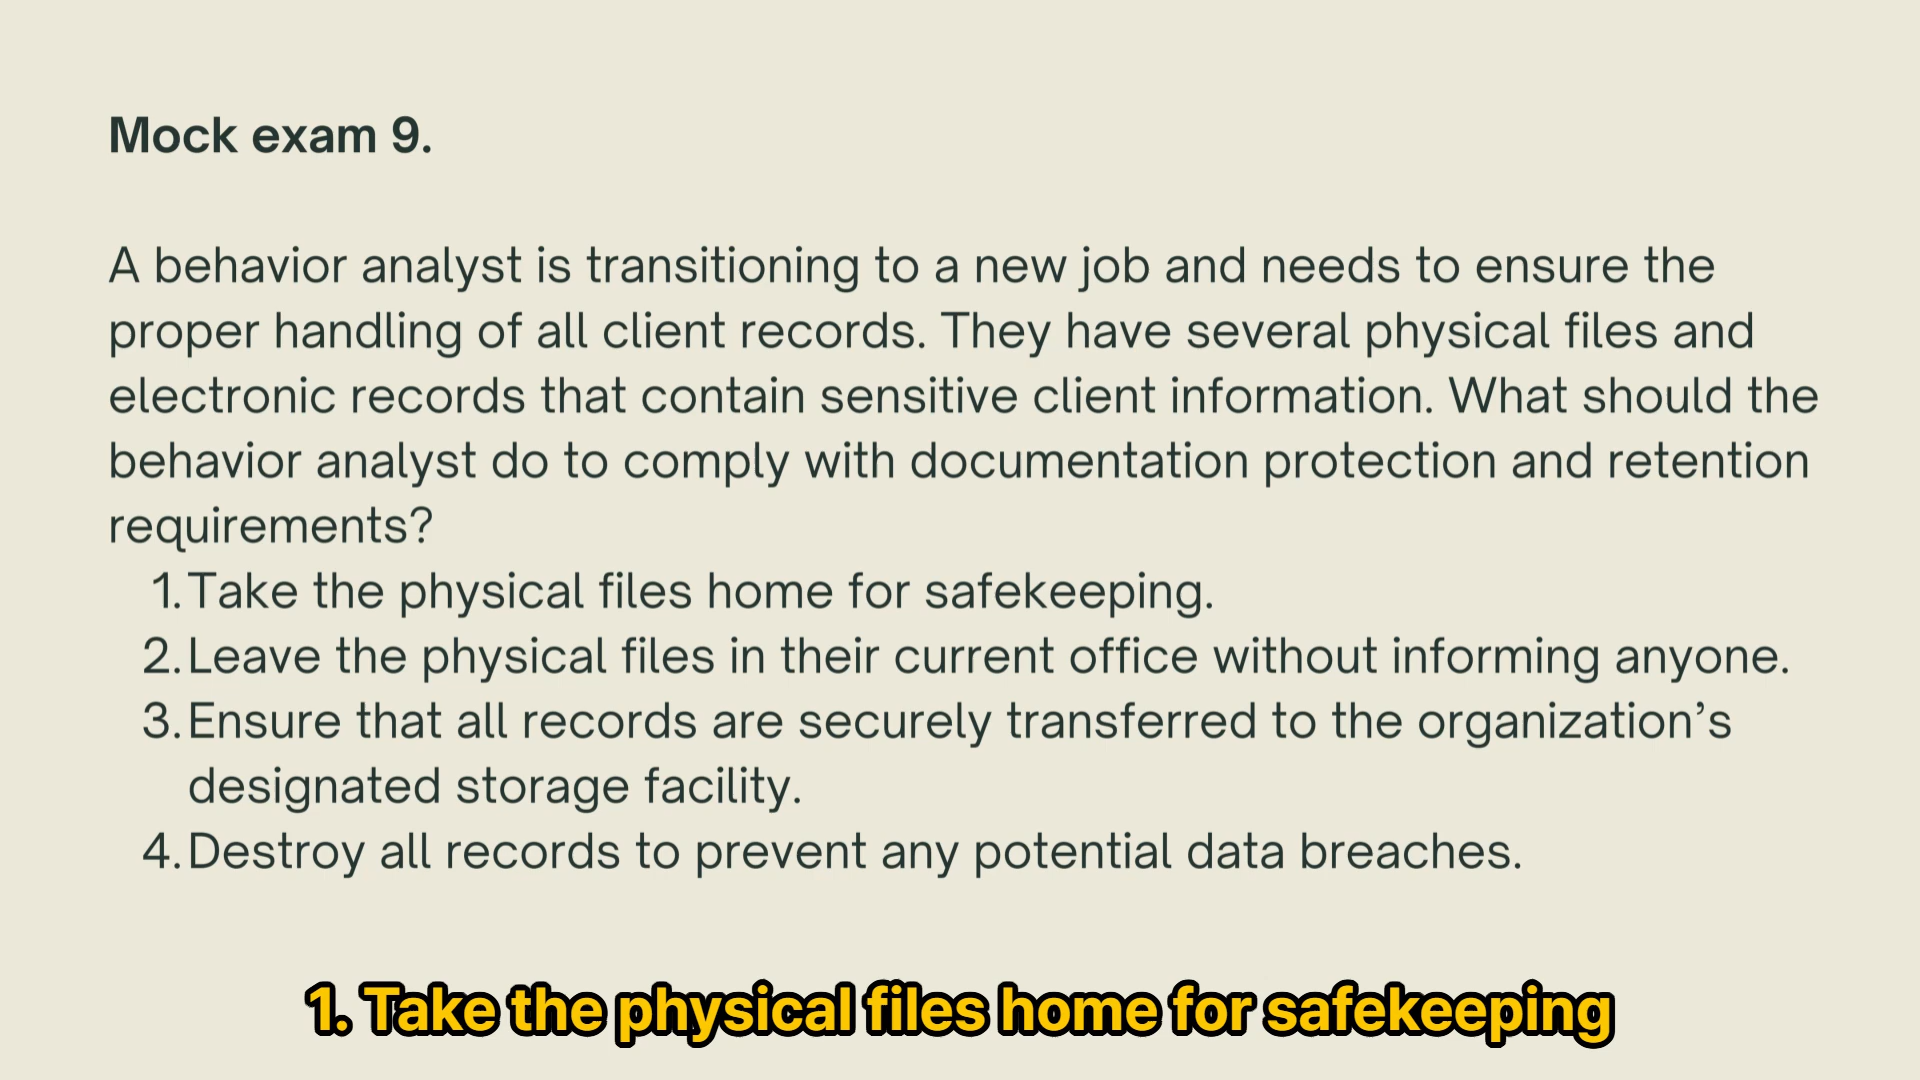 Mock exam 9.
A behavior analyst is transitioning to a new job and needs to ensure the
proper handling of all client records. They have several physical files and
electronic records that contain sensitive client information. What should the
behavior analyst do to comply with documentation protection and retention
requirements?
1. Take the physical files home for safekeeping.
2. Leave the physical files in their current office without informing anyone.
3. Ensure that all records are securely transferred to the organization’s
designated storage facility.
4. Destroy all records to prevent any potential data breaches.
1. Take the physical files home for safekeeping